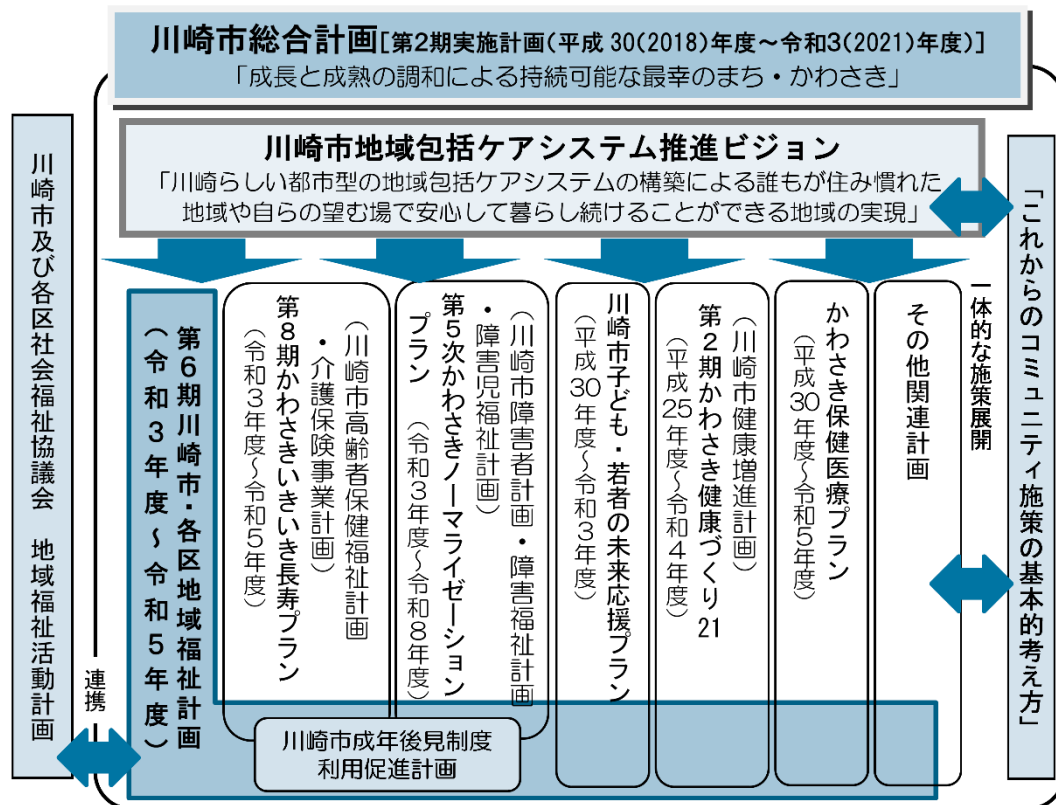 川崎市総合計画[第2期実施計画(平成30(2018)年度～令和3(2021)年度)]
「成長と成熟の調和による持続可能な最幸のまち・かわさき」
川崎市地域包括ケアシステム推進ビジョン
「川崎らしい都市型の地域包括ケアシステムの構築による誰もが住み慣れた
地域や自らの望む場で安心して暮らし続けることができる地域の実現」
川崎市及び各区社会福祉協議会　地域福祉活動計画
連携
第6期川崎市・各区地域福祉計画
（令和3年度～令和5年度）
（川崎市高齢者保健福祉計画
・介護保険事業計画）
第8期かわさきいきいき長寿プラン
（令和3年度～令和5年度）
（川崎市障害者計画・障害福祉計画
・障害児福祉計画）
第5次かわさきノーマライゼーション
プラン　（令和3年度～令和8年度）
川崎市子ども・若者の未来応援プラン
（平成30年度～令和3年度）
（川崎市健康増進計画）
第2期かわさき健康づくり21
（平成25年度～令和4年度）
かわさき保健医療プラン
（平成30年度～令和5年度）
その他関連計画
一体的な施策展開
「これからのコミュニティ施策の基本的考え方」
川崎市成年後見制度
利用促進計画